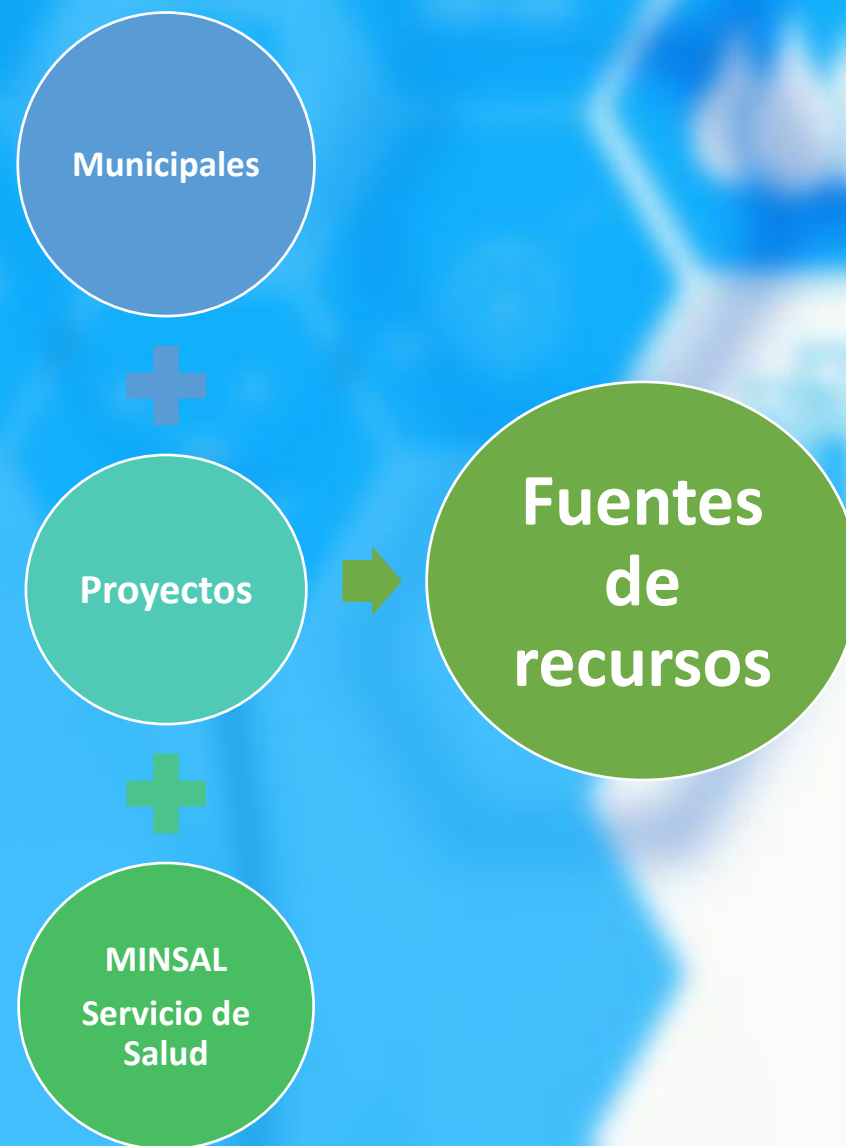 Municipales
Proyectos
Fuentes
de
recursos
MINSAL
Servicio de
Salud